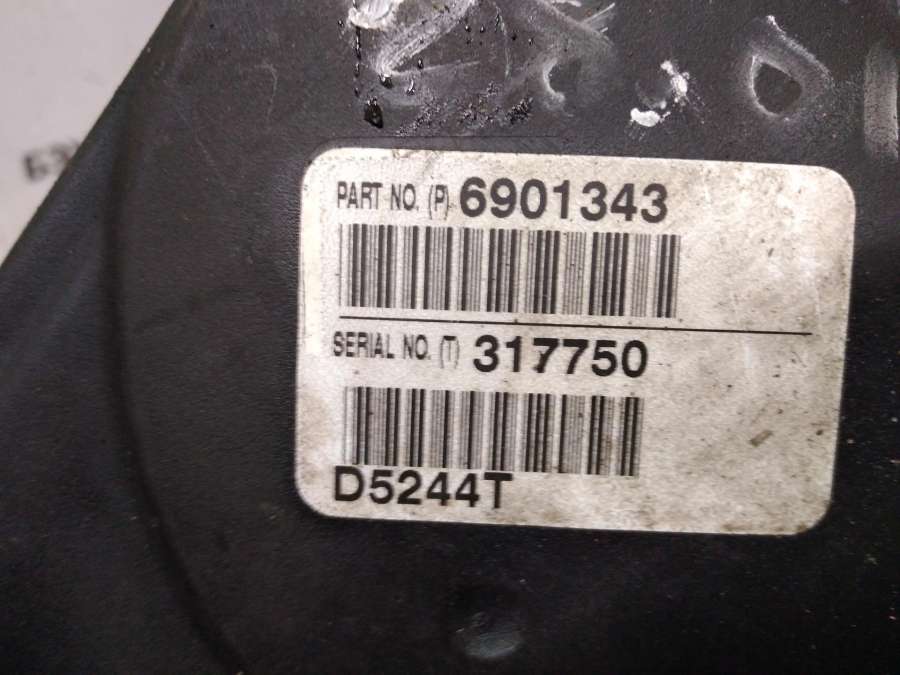 PART NO. (P) 6901343
SERIAL NO. (T) 317750
D5244T